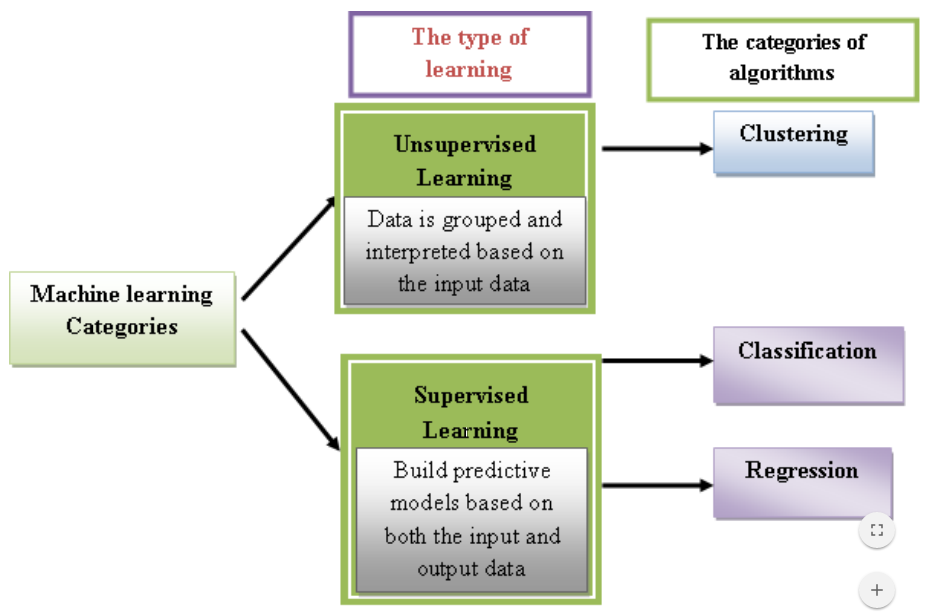 The type of
learning
The categories of
algorithms
Unsupervised
Learning
Data is grouped and
interpreted based on
the input data
Clustering
Machine learning
Categories
Supervised
Learning
Build predictive
models based on
both the input and
output data
Classification
Regression